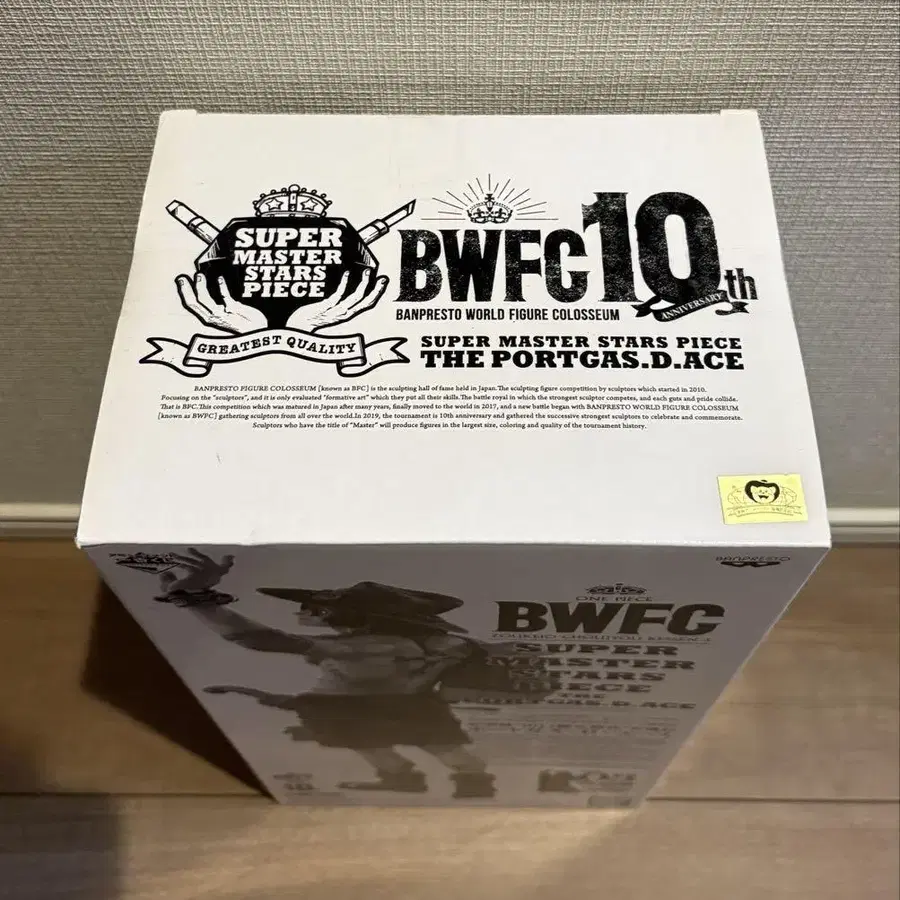 SUPER
MASTER
STARS
PIECE
GREATEST QUALITY
BWFC 10th
ANNIVERSARY
BANPRESTO WORLD FIGURE COLOSSEUM
SUPER MASTER STARS PIECE
THE PORTGAS.D.ACE
BANPRESTO FIGURE COLOSSEUM [known as BFC] is the sculpting hall of fame held in Japan.The sculpting figure competition by sculptors which started in 2010.
Focusing on the "sculptors", and it is only evaluated "formative art" which they put all their skills.The battle royal in which the strongest sculptor competes, and each guts and pride collide.
That is BFC.This competition which was matured in Japan after many years, finally moved to the world in 2017, and a new battle began with BANPRESTO WORLD FIGURE COLOSSEUM
[known as BWFC] gathering sculptors from all over the world.In 2019, the tournament is 10th anniversary and gathered the successive strongest sculptors to celebrate and commemorate.
Sculptors who have the title of "Master" will produce figures in the largest size, coloring and quality of the tournament history.
BANPRESTO
ONE PIECE
BWFC
SUPER
MASTER
STARS
PIECE
THE
PORTGAS.D.ACE